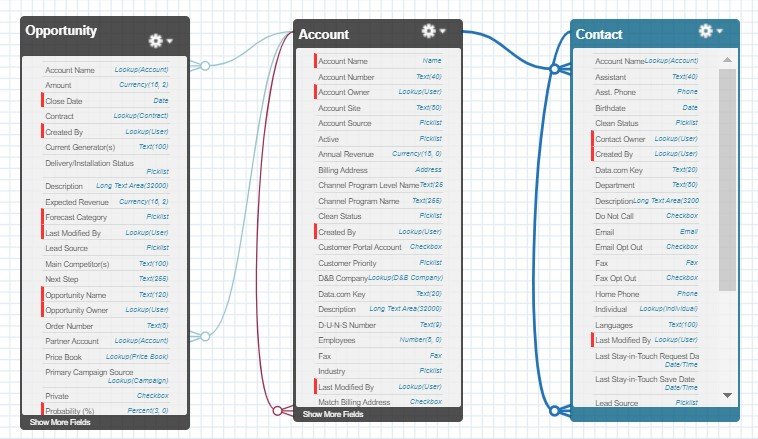 Opportunity
Account Name Lookup(Account)
Amount Currency(16, 2)
Close Date Date
Contract Lookup(Contract)
Created By Lookup(User)
Current Generator(s) Text(100)
Delivery/Installation Status
Picklist
Description Long Text Area(32000)
Expected Revenue Currency(16, 2)
Forecast Category Picklist
Last Modified By Lookup(User)
Lead Source Picklist
Main Competitor(s) Text(100)
Next Step Text(255)
Opportunity Name Text(120)
Opportunity Owner Lookup(User)
Order Number Text(8)
Partner Account Lookup(Account)
Price Book Lookup(Price Book)
Primary Campaign Source
Lookup(Campaign)
Private Checkbox
Probability (%) Percent(3, 0)
Show More Fields
Account
Account Name Name
Account Number Text(40)
Account Owner Lookup(User)
Account Site Text(80)
Account Source Picklist
Active Picklist
Annual Revenue Currency(18, 0)
Billing Address Address
Channel Program Level Name Text(25
Channel Program Name Text(255)
Clean Status Picklist
Created By Lookup(User)
Customer Portal Account Checkbox
Customer Priority Picklist
D&B Company Lookup(D&B Company)
Data.com Key Text(20)
Description Long Text Area(32000)
D-U-N-S Number Text(9)
Employees Number(8, 0)
Fax Fax
Industry Picklist
Last Modified By Lookup(User)
Match Billing Address Checkbox
Show More Fields
Contact
Account Name Lookup(Account)
Assistant Text(40)
Asst. Phone Phone
Birthdate Date
Clean Status Picklist
Contact Owner Lookup(User)
Created By Lookup(User)
Data.com Key Text(20)
Department Text(80)
Description Long Text Area(3200
Do Not Call Checkbox
Email Email
Email Opt Out Checkbox
Fax Fax
Fax Opt Out Checkbox
Home Phone Phone
Individual Lookup(Individual)
Languages Text(100)
Last Modified By Lookup(User)
Last Stay-in-Touch Request Da
Date/Time
Last Stay-in-Touch Save Date
Date/Time
Lead Source Picklist